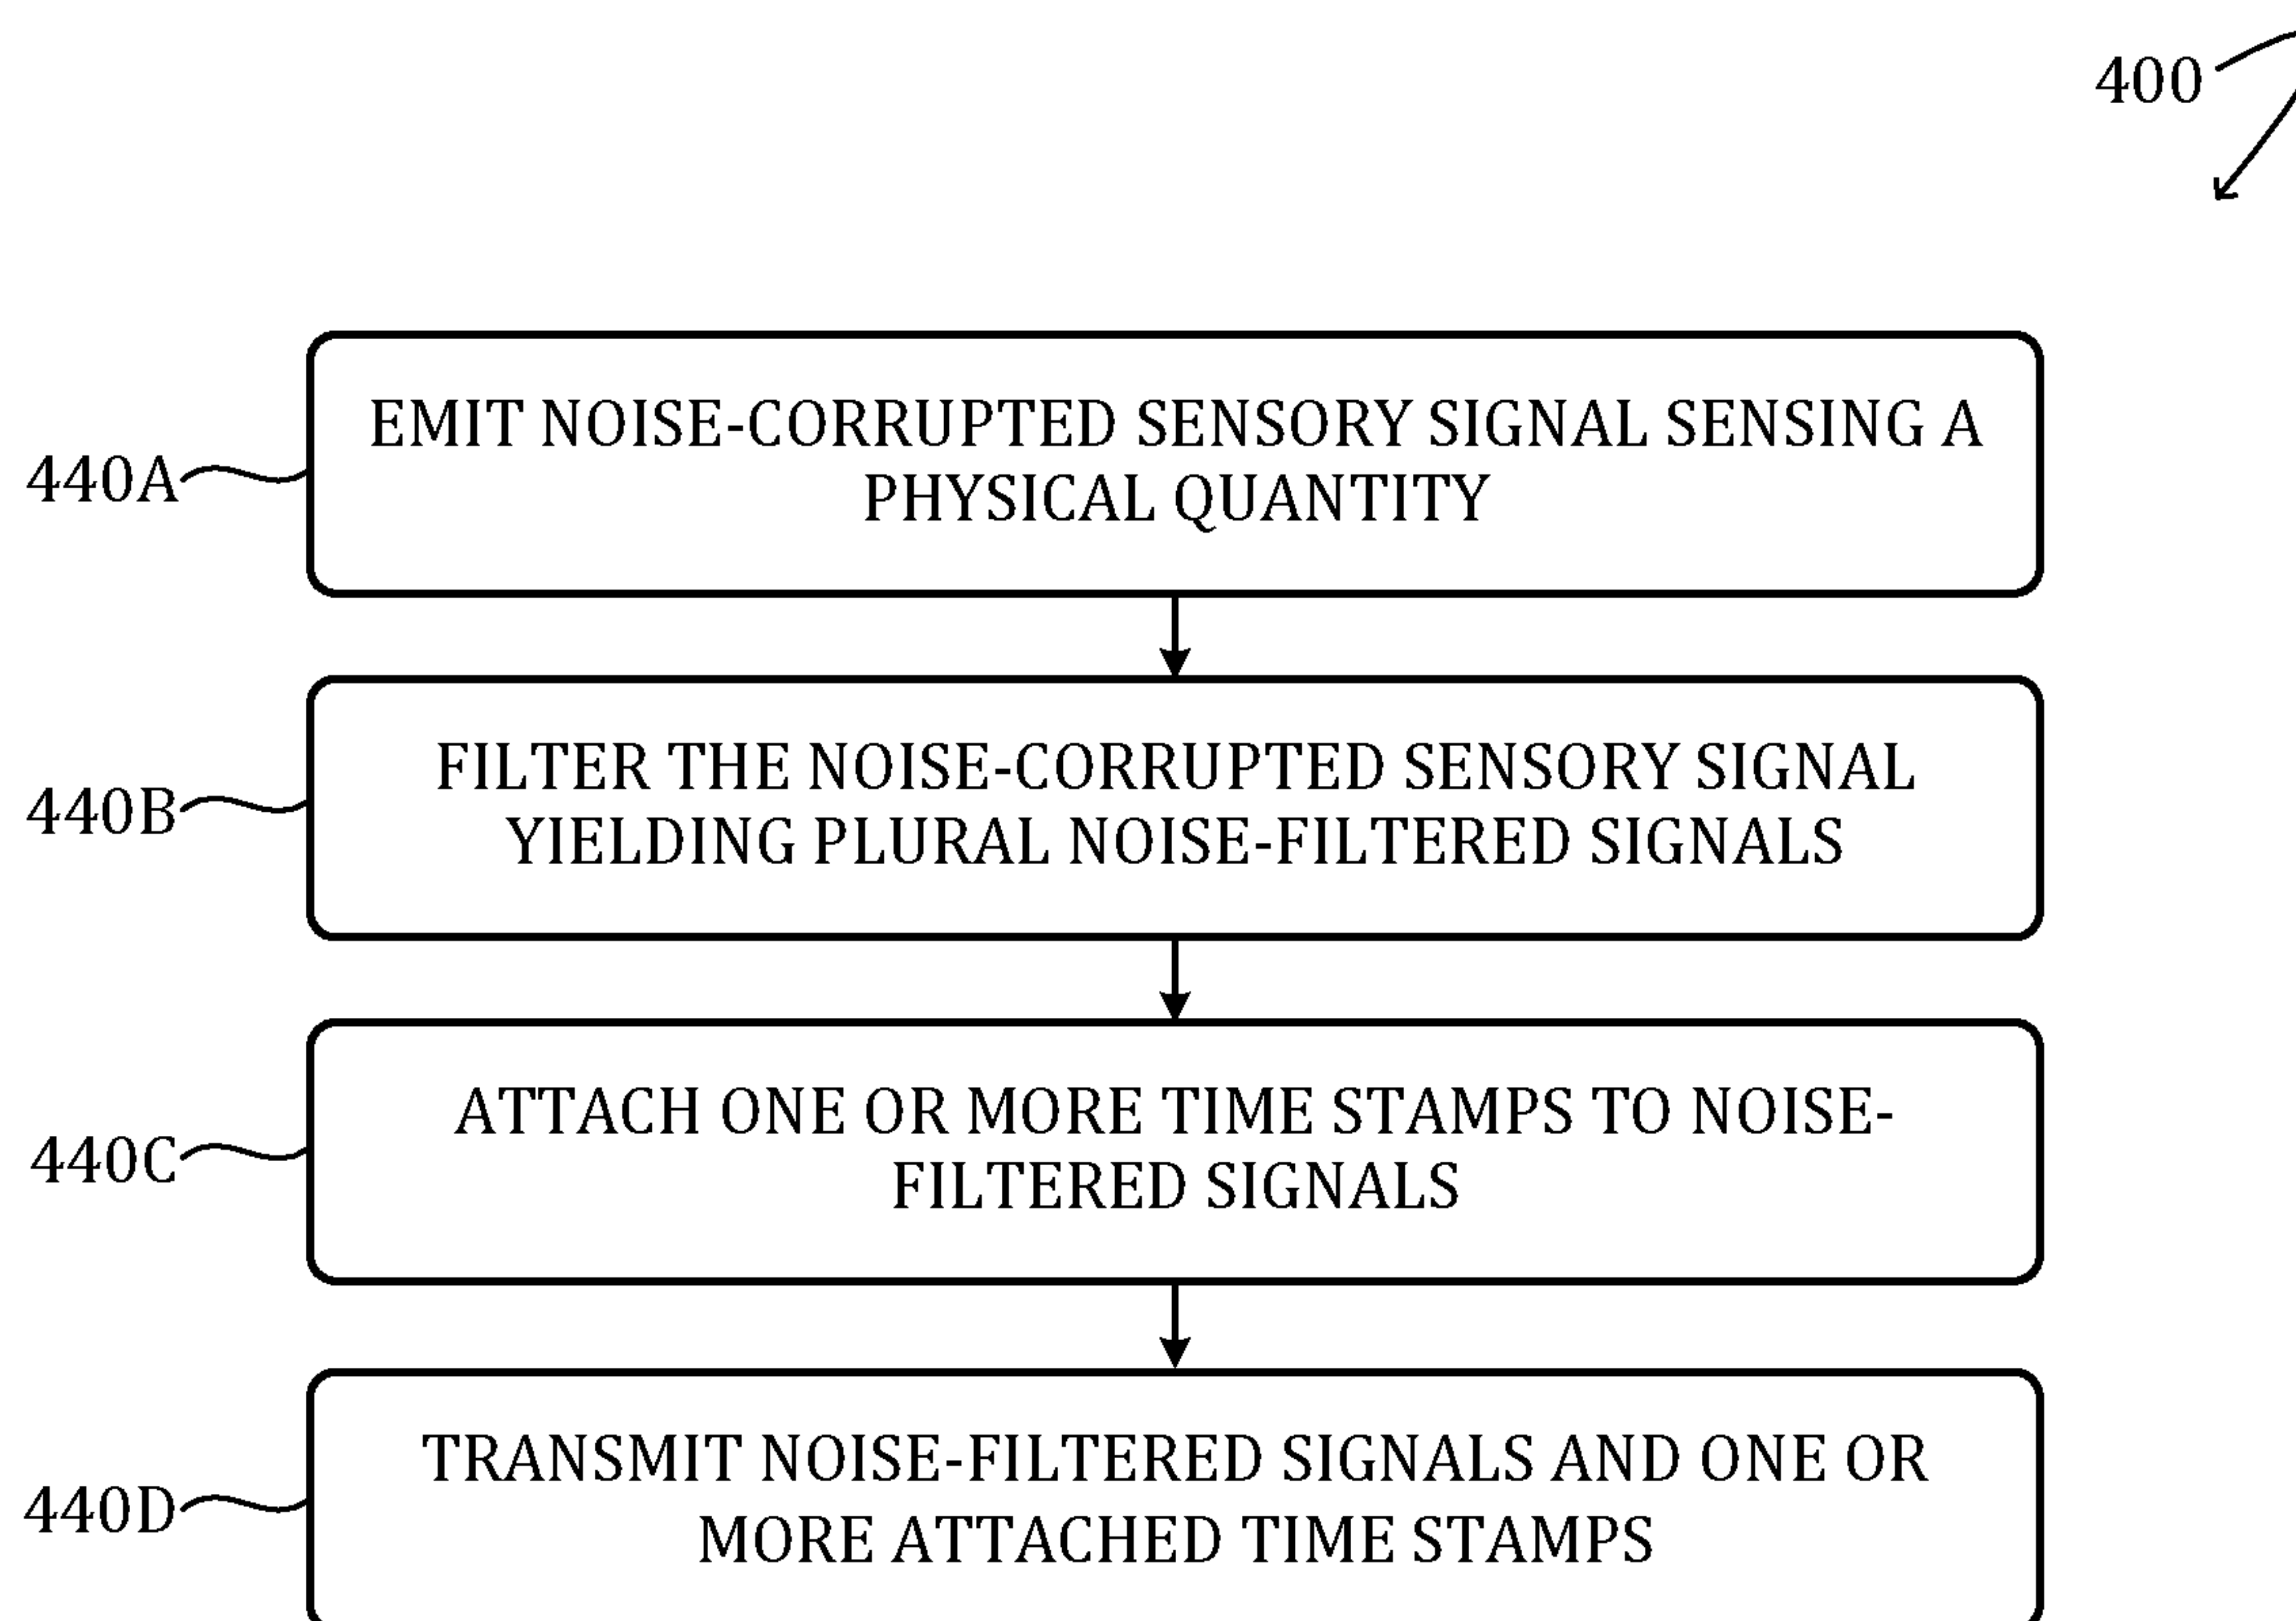 400
440A
EMIT NOISE-CORRUPTED SENSORY SIGNAL SENSING A
PHYSICAL QUANTITY
440B
FILTER THE NOISE-CORRUPTED SENSORY SIGNAL
YIELDING PLURAL NOISE-FILTERED SIGNALS
440C
ATTACH ONE OR MORE TIME STAMPS TO NOISE-
FILTERED SIGNALS
440D
TRANSMIT NOISE-FILTERED SIGNALS AND ONE OR
MORE ATTACHED TIME STAMPS